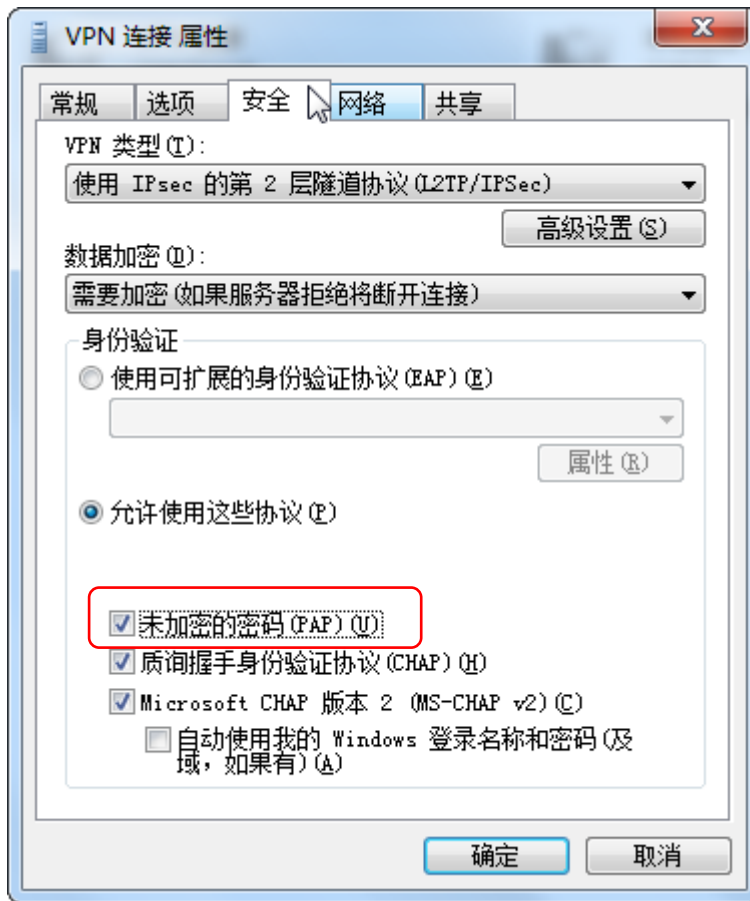 VPN 连接 属性
常规 选项 安全 网络 共享
VPN 类型(T):
使用 IPsec 的第 2 层隧道协议(L2TP/IPSec)
高级设置(S)
数据加密(D):
需要加密(如果服务器拒绝将断开连接)
身份验证
使用可扩展的身份验证协议(EAP)(E)
属性(R)
允许使用这些协议(P)
未加密的密码(PAP)(U)
质询握手身份验证协议(CHAP)(H)
Microsoft CHAP 版本 2 (MS-CHAP v2)(C)
自动使用我的 Windows 登录名称和密码(及
域,如果有)(A)
确定 取消